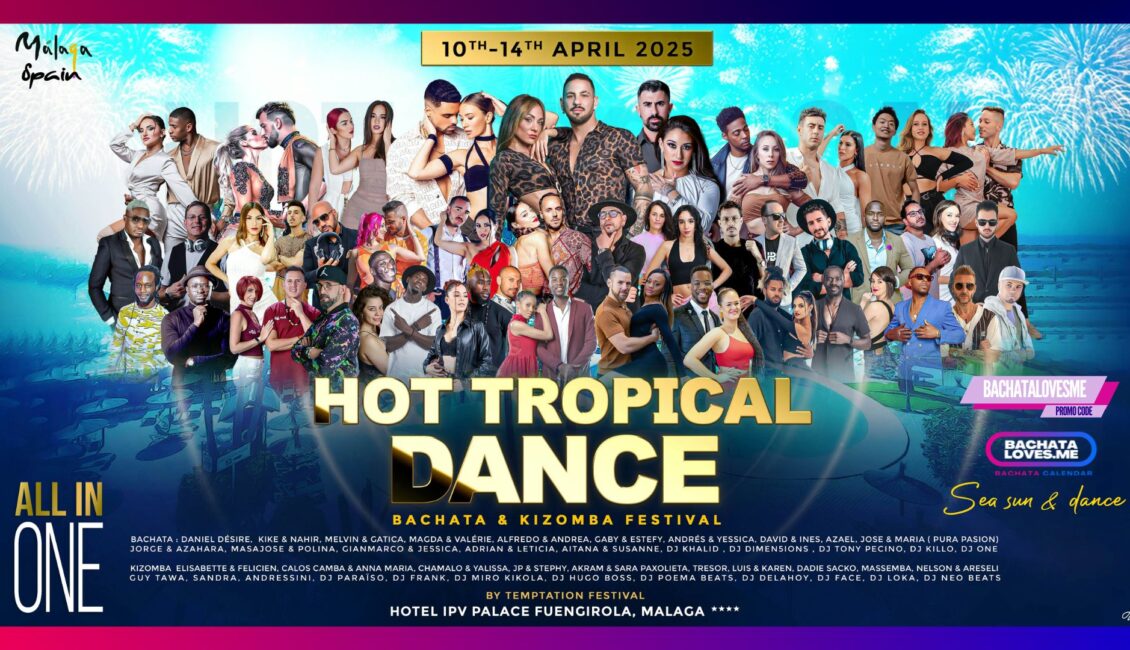 Málaga
Spain
10TH-14TH APRIL 2025
HOT TROPICAL
DANCE
BACHATA & KIZOMBA FESTIVAL
BACHATALOVESME
PROMO CODE
BACHATA
LOVES.ME
BACHATA CALENDAR
Sea sun & dance
ALL IN
ONE
BACHATA : DANIEL DÉSIRE, KIKE & NAHIR, MELVIN & GATICA, MAGDA & VALÉRIE, ALFREDO & ANDREA, GABY & ESTEFY, ANDRÉS & YESSICA, DAVID & INES, AZAEL, JOSE & MARIA ( PURA PASION)
JORGE & AZAHARA, MASAJOSE & POLINA, GIANMARCO & JESSICA, ADRIAN & LETICIA, AITANA & SUSANNE, DJ KHALID , DJ DIMEN5IONS , DJ TONY PECINO, DJ KILLO, DJ ONE
KIZOMBA ELISABETTE & FELICIEN, CALOS CAMBA & ANNA MARIA, CHAMALO & YALISSA, JP & STEPHY, AKRAM & SARA PAXOLIETA, TRESOR, LUIS & KAREN, DADIE SACKO, MASSEMBA, NELSON & ARESELI
GUY TAWA, SANDRA, ANDRESSINI, DJ PARAÏSO, DJ FRANK, DJ MIRO KIKOLA, DJ HUGO BOSS, DJ POEMA BEATS, DJ DELAHOY, DJ FACE, DJ LOKA, DJ NEO BEATS
BY TEMPTATION FESTIVAL
HOTEL IPV PALACE FUENGIROLA, MALAGA ****